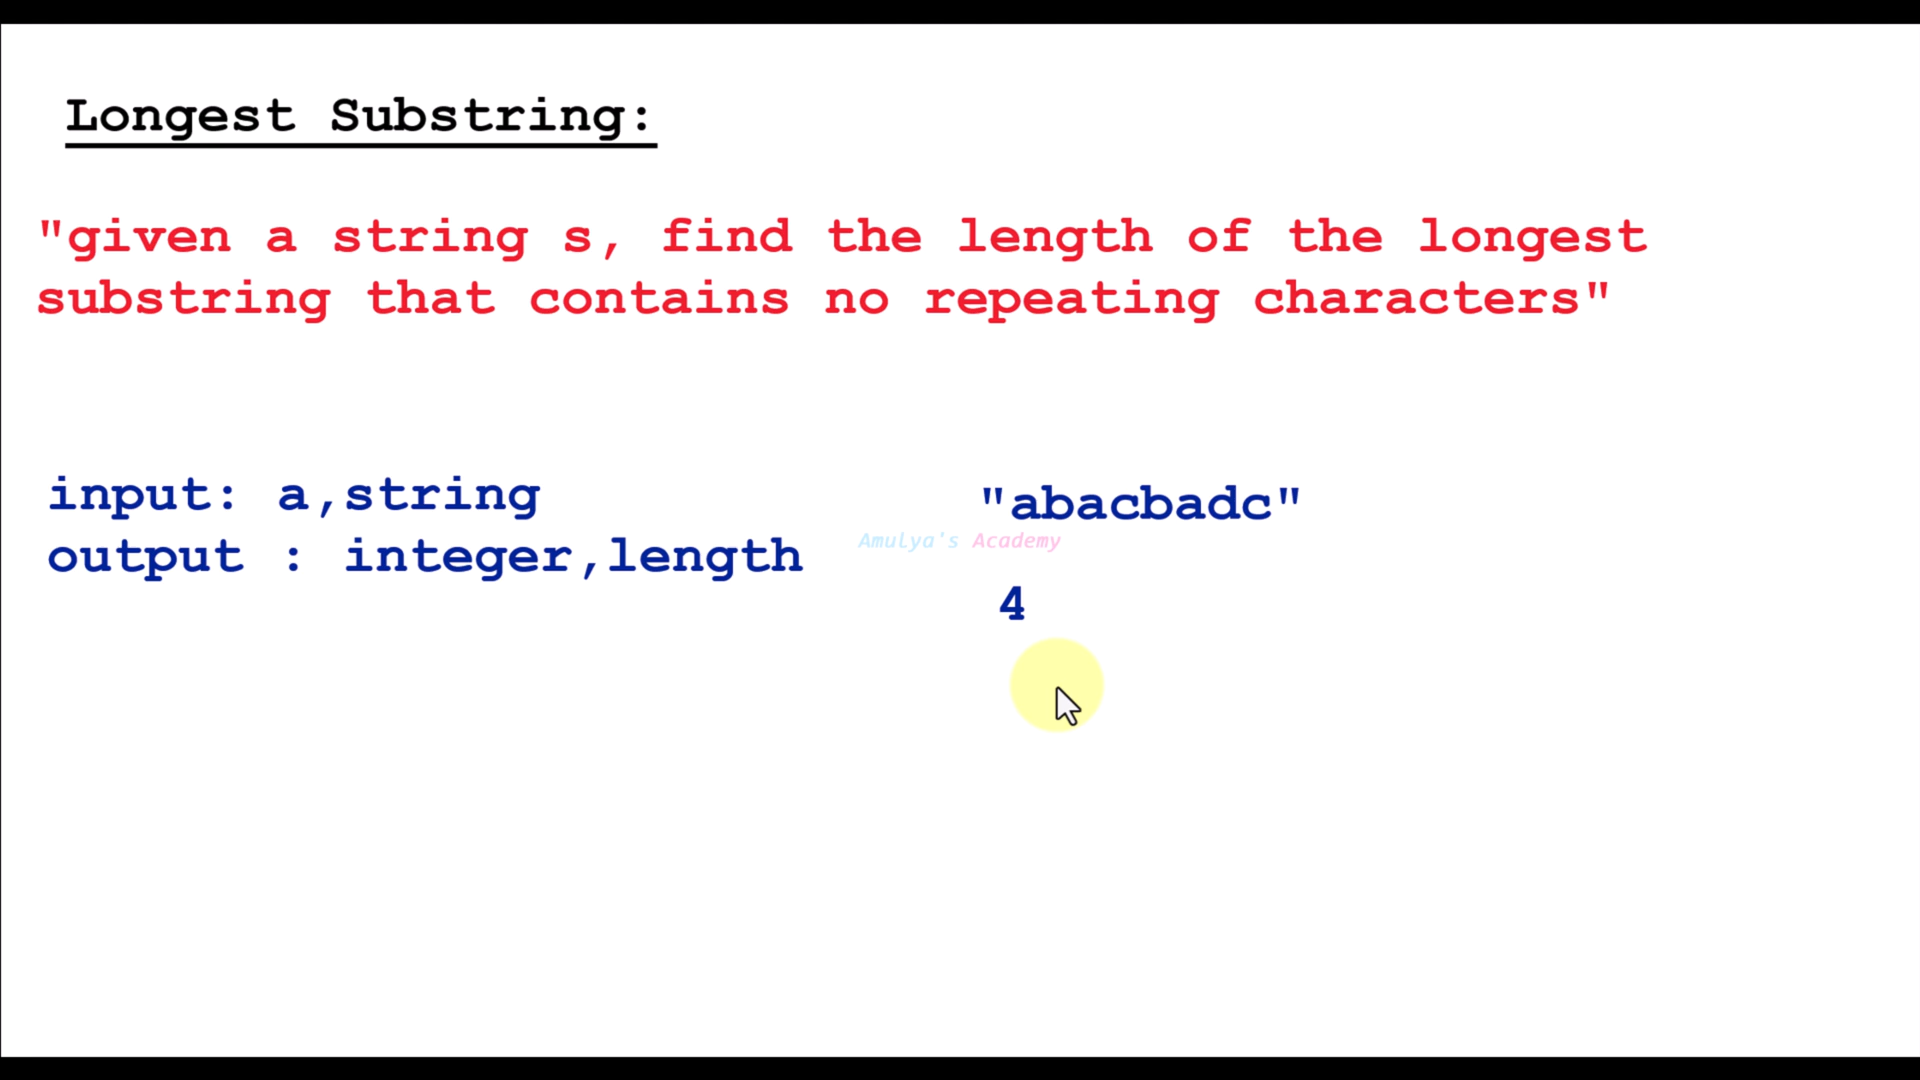 Longest Substring:
"given a string s, find the length of the longest
substring that contains no repeating characters"
input: a,string
output : integer,length
"abacbadc"
Amulya's Academy
4